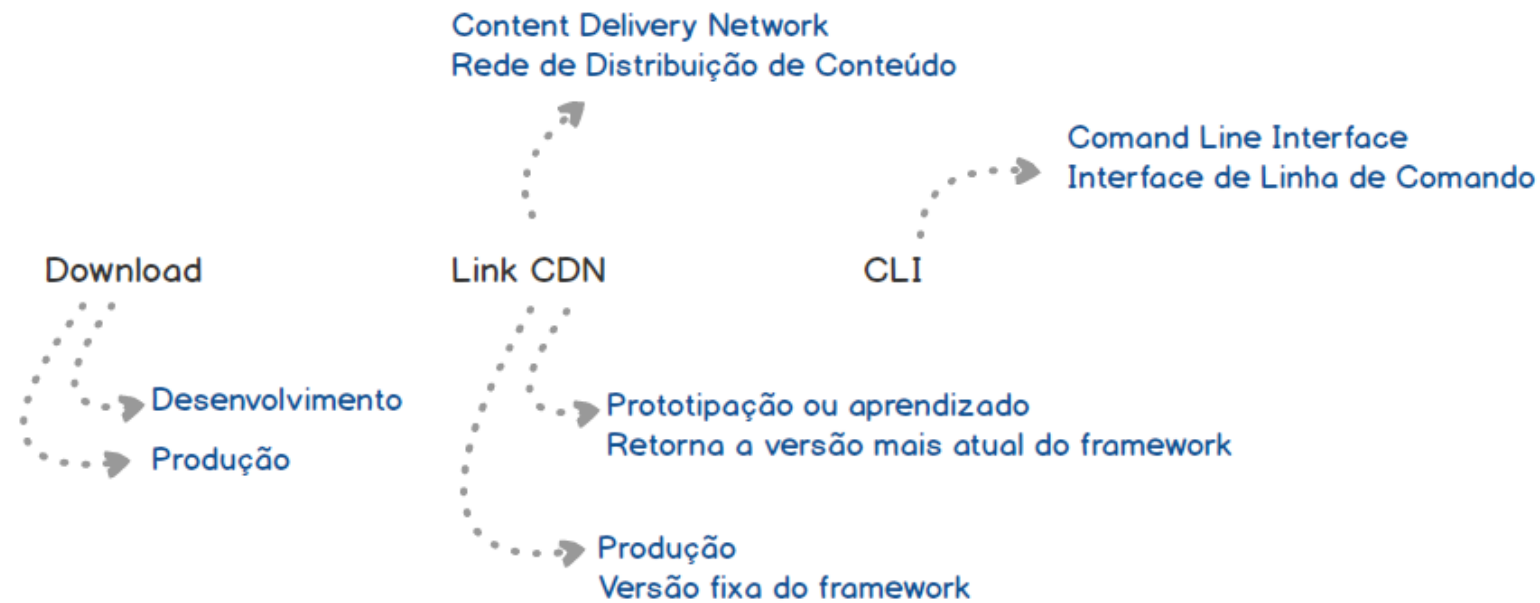 Content Delivery Network
Rede de Distribuição de Conteúdo
Comand Line Interface
Interface de Linha de Comando
Download
Link CDN
CLI
Desenvolvimento
Produção
Prototipação ou aprendizado
Retorna a versão mais atual do framework
Produção
Versão fixa do framework